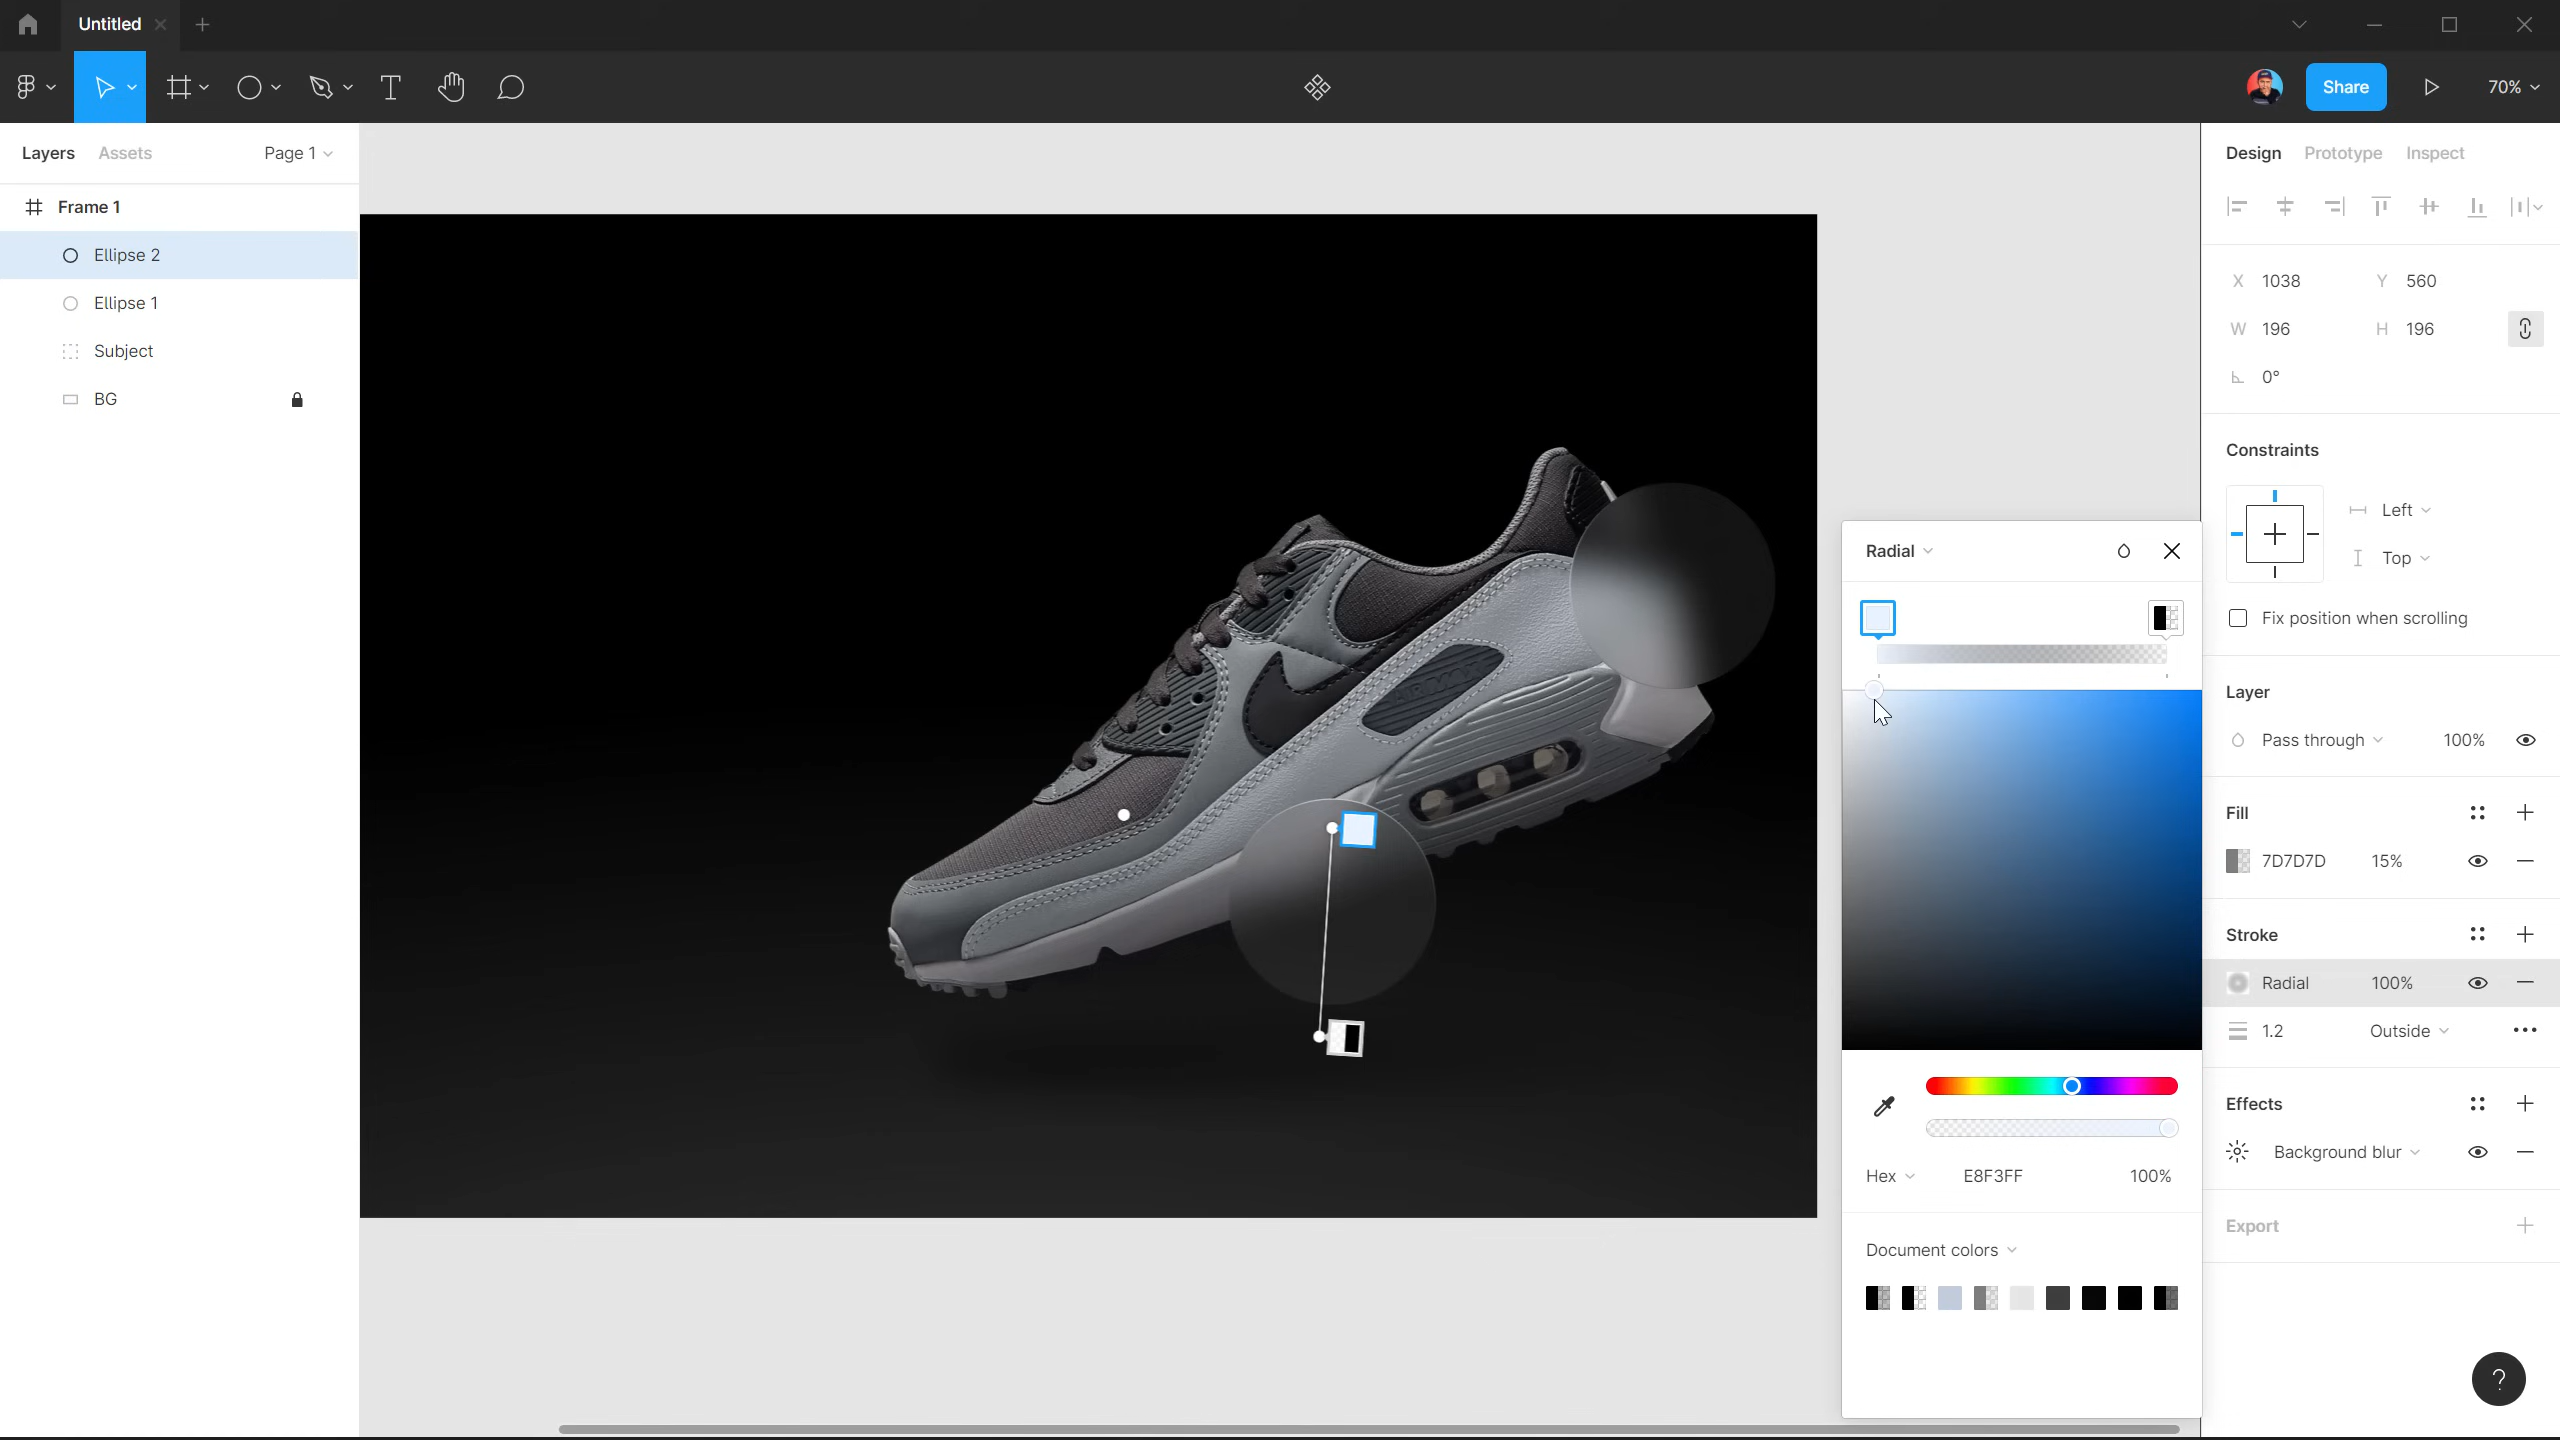 Untitled
Share
70%
Layers
Assets
Page 1
Design
Prototype
Inspect
Frame 1
Ellipse 2
Ellipse 1
Subject
BG
X 1038
Y 560
W 196
H 196
0°
Constraints
Left
Top
Fix position when scrolling
Layer
Pass through
100%
Fill
7D7D7D
15%
Stroke
Radial
100%
1.2
Outside
Effects
Background blur
Export
?
Radial
Hex
E8F3FF
100%
Document colors
AIRMAX